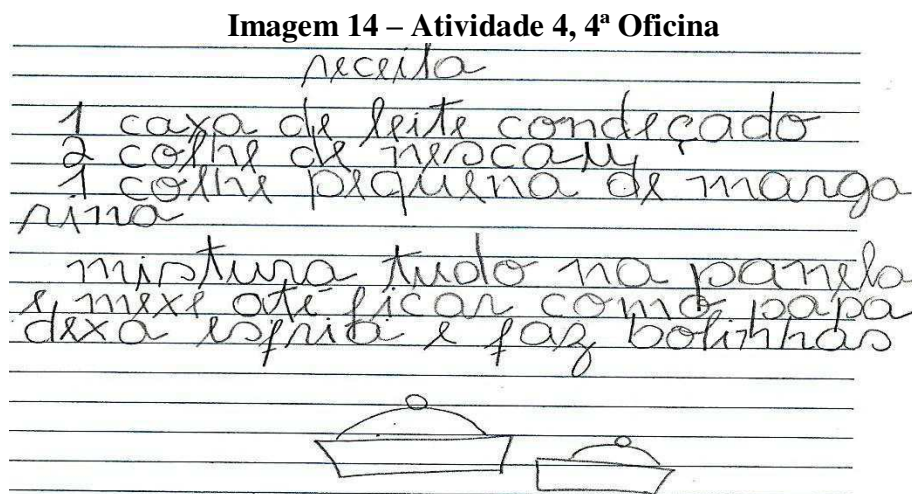 Imagem 14 – Atividade 4, 4ª Oficina
receita
1 caxa de leite condeçado
2 colhe de nescau
1 colhe pequena de marga
rina
mistura tudo na panela
e mexe até ficar como papa
dexa esfriá e faz bolinhas